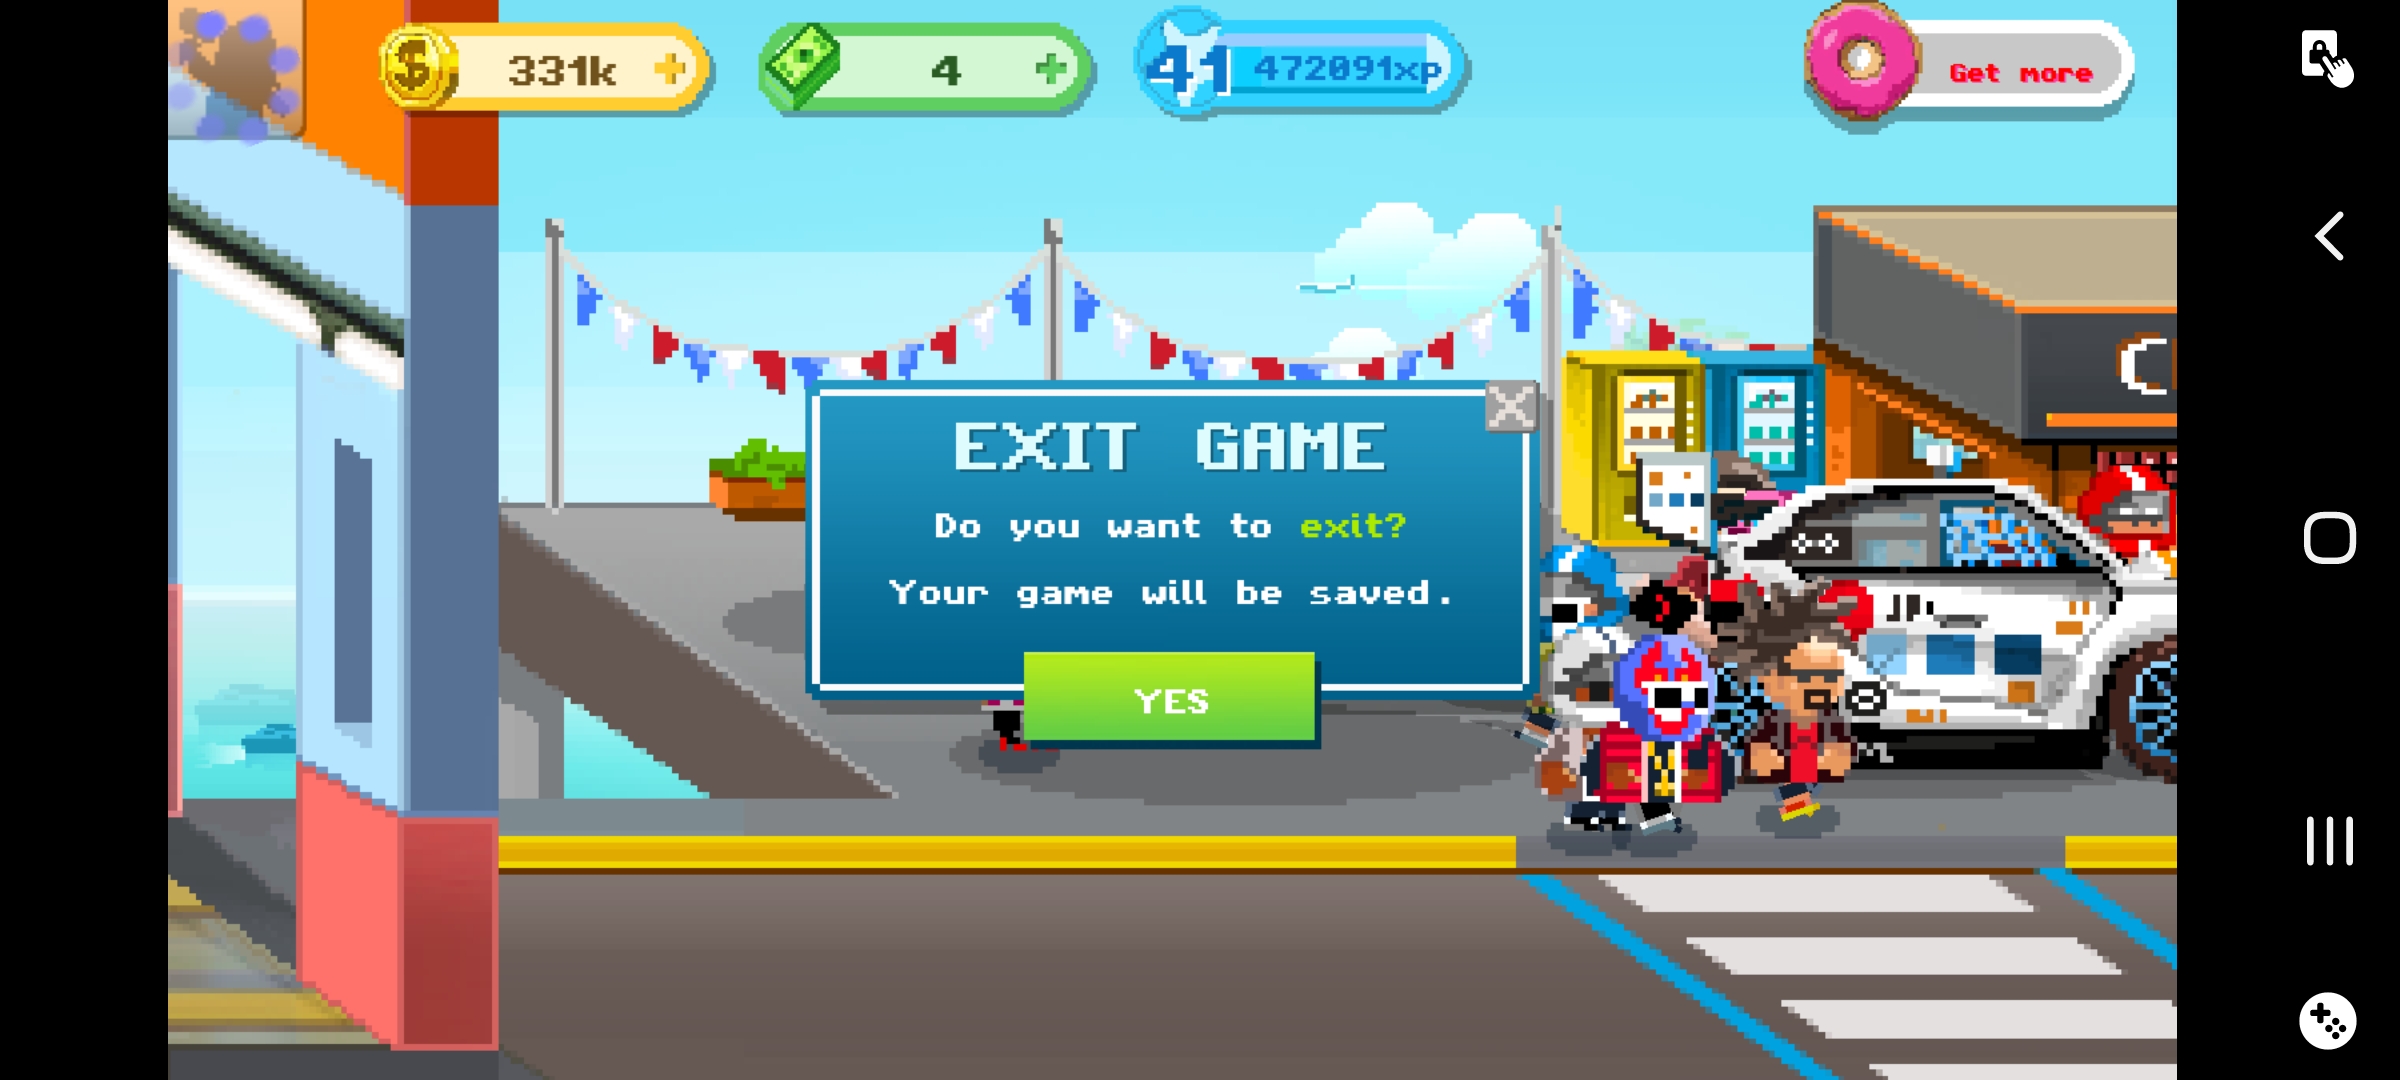 331k
4
41 472091xp
Get more
EXIT GAME
Do you want to exit?
Your game will be saved.
YES